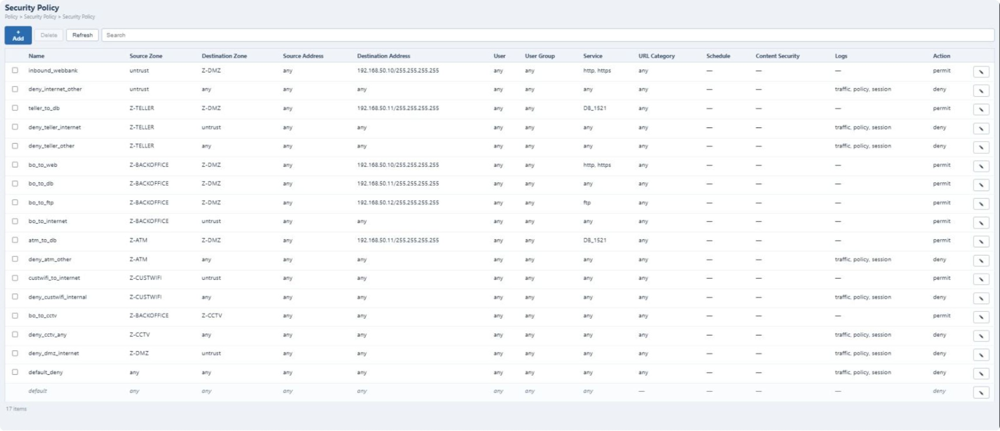 Security Policy
Policy > Security Policy > Security Policy
+ Add Delete Refresh Search
Name Source Zone Destination Zone Source Address Destination Address User User Group Service URL Category Schedule Content Security Logs Action
inbound_webbank untrust Z-DMZ any 192.168.50.10/255.255.255.255 any any http, https any — — — permit
deny_internet_other untrust any any any any any any any — — traffic, policy, session deny
teller_to_db Z-TELLER Z-DMZ any 192.168.50.11/255.255.255.255 any any DB_1521 any — — — permit
deny_teller_internet Z-TELLER untrust any any any any any any — — traffic, policy, session deny
deny_teller_other Z-TELLER any any any any any any any — — traffic, policy, session deny
bo_to_web Z-BACKOFFICE Z-DMZ any 192.168.50.10/255.255.255.255 any any http, https any — — — permit
bo_to_db Z-BACKOFFICE Z-DMZ any 192.168.50.11/255.255.255.255 any any any any — — — permit
bo_to_ftp Z-BACKOFFICE Z-DMZ any 192.168.50.12/255.255.255.255 any any ftp any — — — permit
bo_to_internet Z-BACKOFFICE untrust any any any any any any — — — permit
atm_to_db Z-ATM Z-DMZ any 192.168.50.11/255.255.255.255 any any DB_1521 any — — — permit
deny_atm_other Z-ATM any any any any any any any — — traffic, policy, session deny
custwifi_to_internet Z-CUSTWIFI untrust any any any any any any — — — permit
deny_custwifi_internal Z-CUSTWIFI any any any any any any any — — traffic, policy, session deny
bo_to_cctv Z-BACKOFFICE Z-CCTV any any any any any any — — — permit
deny_cctv_any Z-CCTV any any any any any any any — — traffic, policy, session deny
deny_dmz_internet Z-DMZ untrust any any any any any any — — traffic, policy, session deny
default_deny any any any any any any any any — — traffic, policy, session deny
default any any any any any any any — — — — deny
17 items